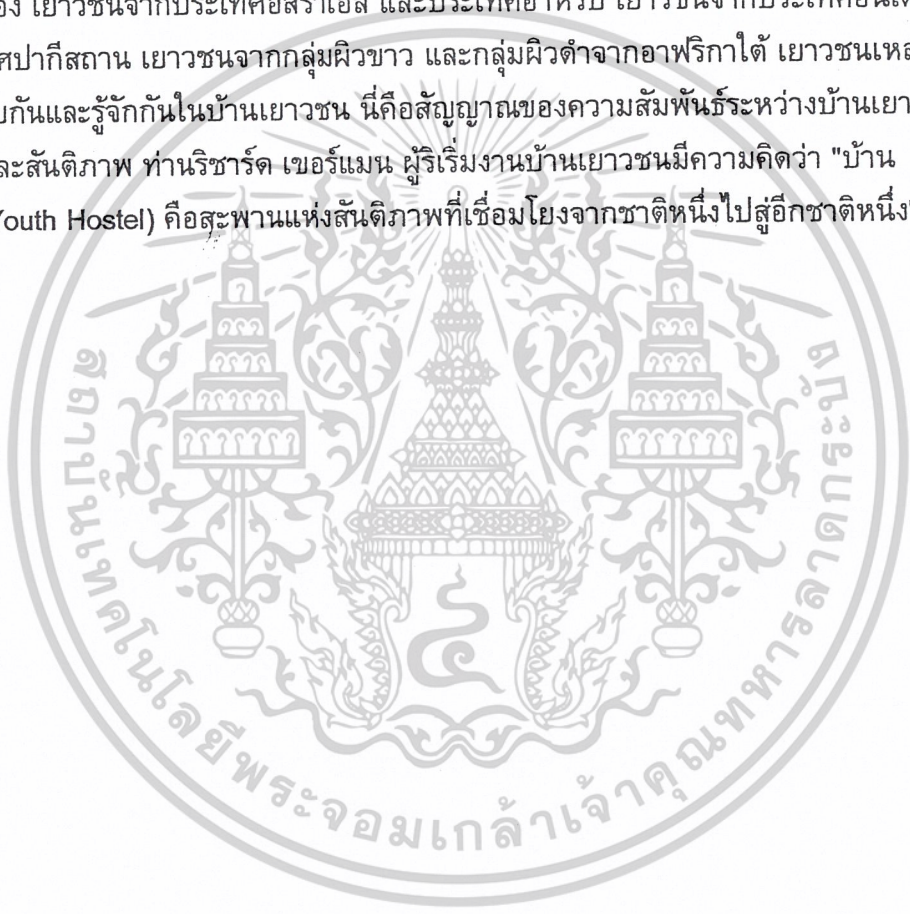 เยาวชนจากประเทศอิสราเอล และประเทศอาหรับ เยาวชนจากประเทศอินเดีย
ศปากีสถาน เยาวชนจากกลุ่มผิวขาว และกลุ่มผิวดำจากอาฟริกาใต้ เยาวชนเหล
กันและรู้จักกันในบ้านเยาวชน นี่คือสัญญาณของความสัมพันธ์ระหว่างบ้านเยา
ละสันติภาพ ท่านริชาร์ด เชอร์แมน ผู้ริเริ่มงานบ้านเยาวชนมีความคิดว่า "บ้าน
outh Hostel) คือสะพานแห่งสันติภาพที่เชื่อมโยงจากชาติหนึ่งไปสู่อีกชาติหนึ่ง"
สถาบันเทคโนโลยีพระจอมเกล้าเจ้าคุณทหารลาดกระบัง